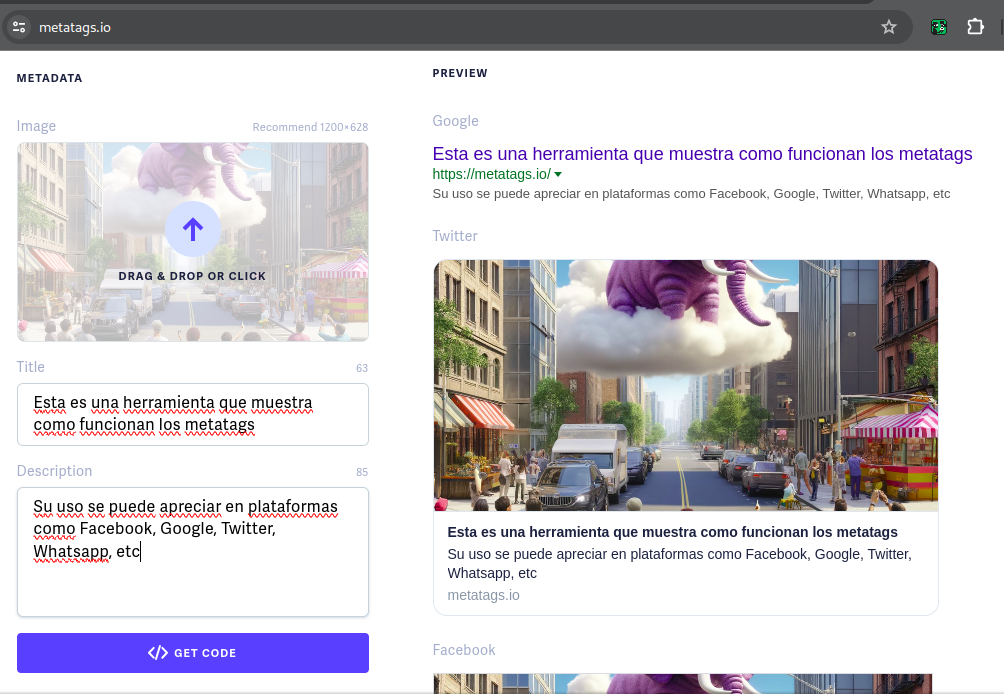 metatags.io
METADATA
Image
Recommend 1200×628
DRAG & DROP OR CLICK
Title
63
Esta es una herramienta que muestra
como funcionan los metatags
Description
85
Su uso se puede apreciar en plataformas
como Facebook, Google, Twitter,
Whatsapp, etc
</> GET CODE
PREVIEW
Google
Esta es una herramienta que muestra como funcionan los metatags
https://metatags.io/
Su uso se puede apreciar en plataformas como Facebook, Google, Twitter, Whatsapp, etc
Twitter
Esta es una herramienta que muestra como funcionan los metatags
Su uso se puede apreciar en plataformas como Facebook, Google, Twitter,
Whatsapp, etc
metatags.io
Facebook